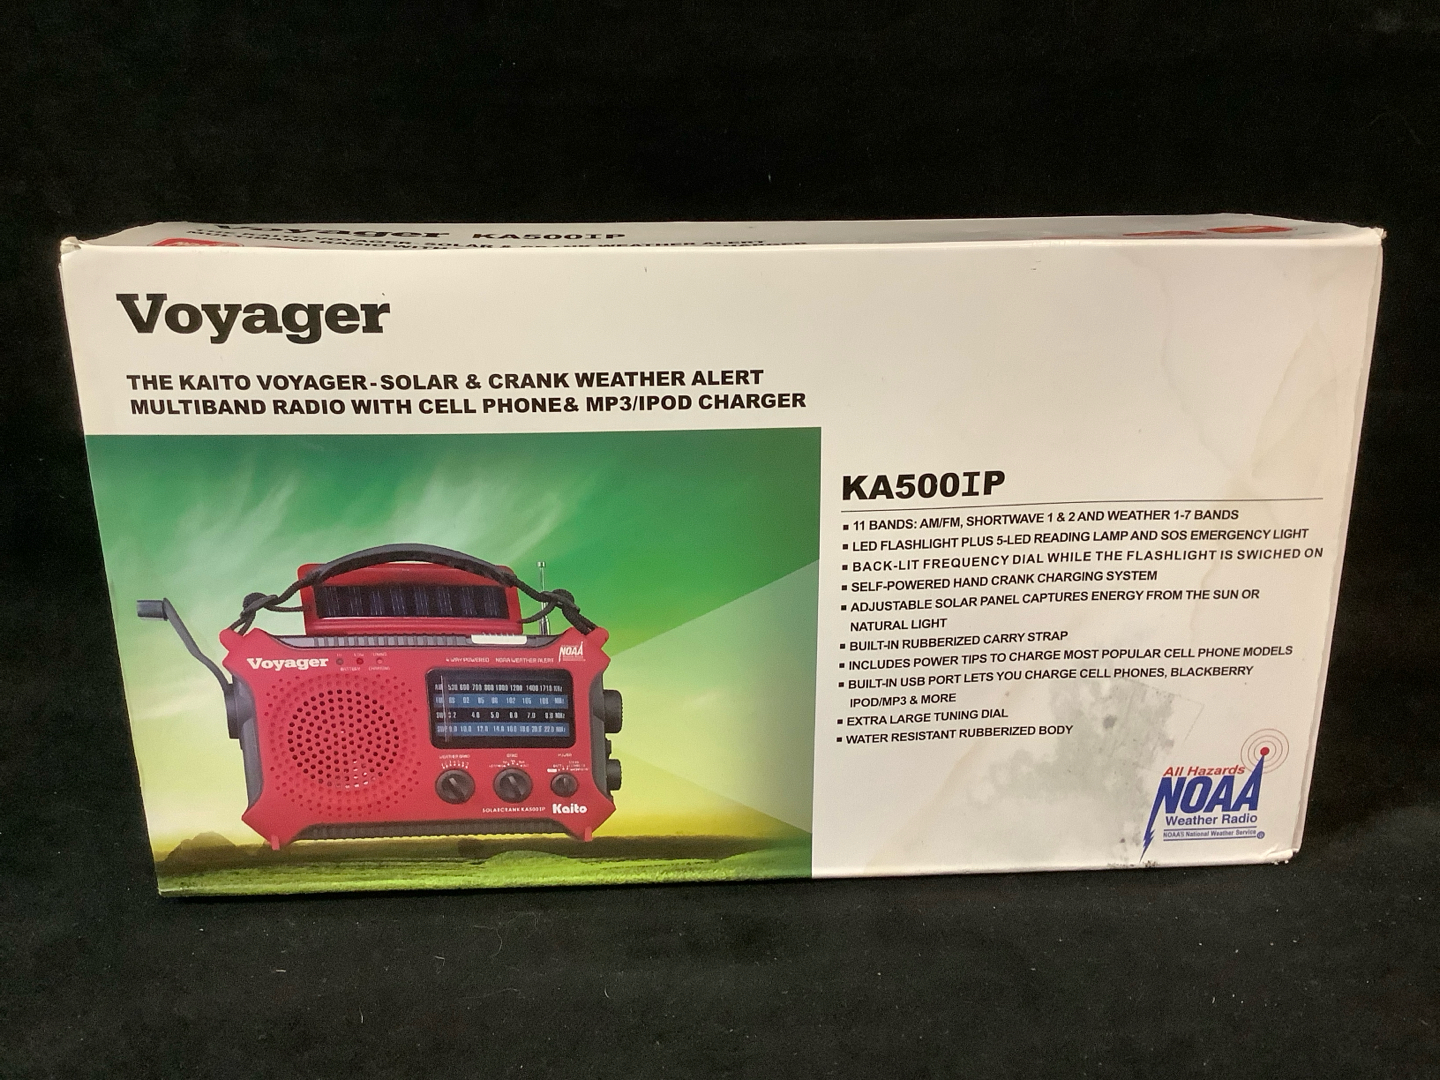 KA500IP
Voyager
THE KAITO VOYAGER-SOLAR & CRANK WEATHER ALERT
MULTIBAND RADIO WITH CELL PHONE& MP3/IPOD CHARGER
KA500IP
11 BANDS: AM/FM, SHORTWAVE 1 & 2 AND WEATHER 1-7 BANDS
LED FLASHLIGHT PLUS 5-LED READING LAMP AND SOS EMERGENCY LIGHT
BACK-LIT FREQUENCY DIAL WHILE THE FLASHLIGHT IS SWICHED ON
SELF-POWERED HAND CRANK CHARGING SYSTEM
ADJUSTABLE SOLAR PANEL CAPTURES ENERGY FROM THE SUN OR
NATURAL LIGHT
BUILT-IN RUBBERIZED CARRY STRAP
INCLUDES POWER TIPS TO CHARGE MOST POPULAR CELL PHONE MODELS
BUILT-IN USB PORT LETS YOU CHARGE CELL PHONES, BLACKBERRY
IPOD/MP3 & MORE
EXTRA LARGE TUNING DIAL
WATER RESISTANT RUBBERIZED BODY
Voyager
NOAA WEATHER ALERT
NOAA
SOLARCRANK KA500IP
Kaito
All Hazards
NOAA
Weather Radio
NOAA'S National Weather Service